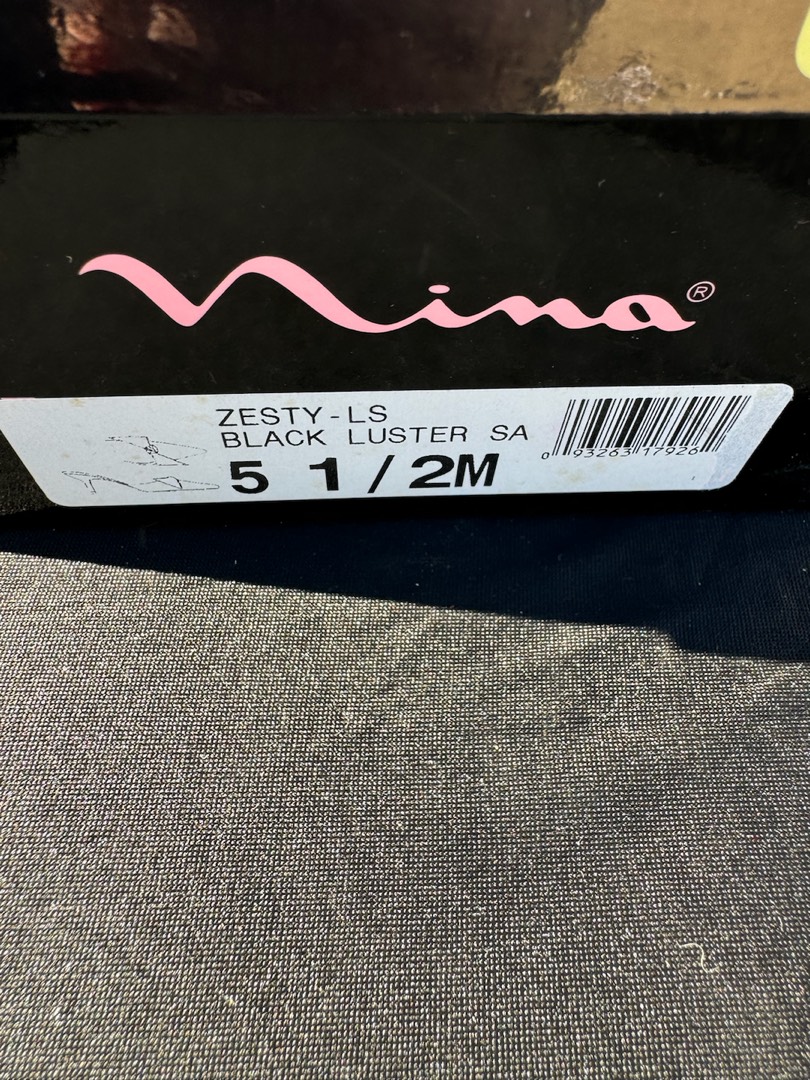 Nina®
ZESTY-LS
BLACK LUSTER SA
5 1/2M
0 93263 17926